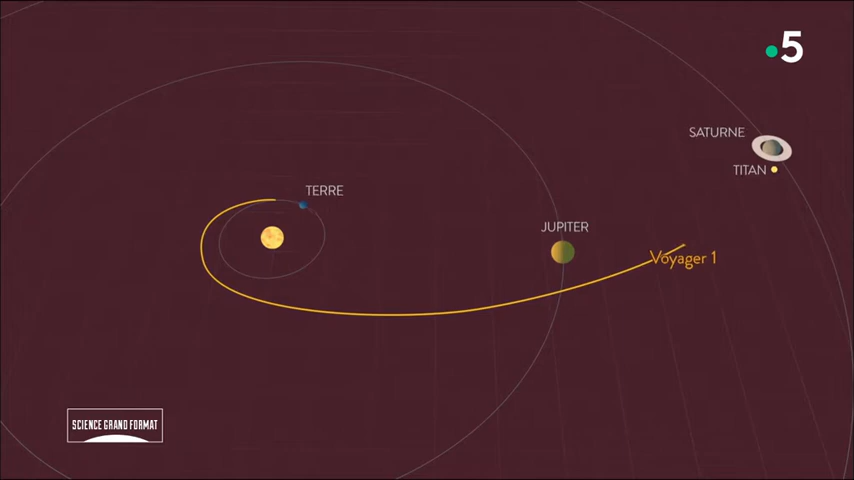 5
SATURNE
TITAN
TERRE
JUPITER
Voyager 1
SCIENCE GRAND FORMAT